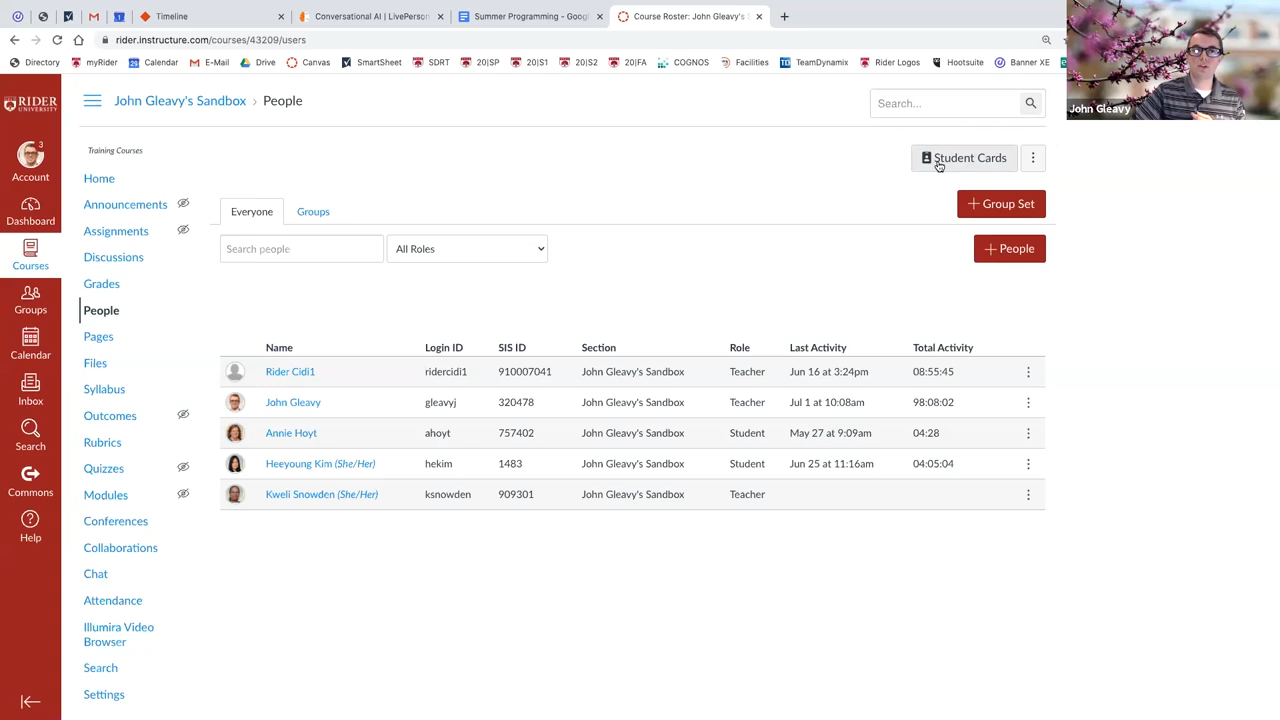 Timeline
Conversational AI | LivePerson
Summer Programming - Googl
Course Roster: John Gleavy's S
rider.instructure.com/courses/43209/users
Directory
myRider
Calendar
E-Mail
Drive
Canvas
SmartSheet
SDRT
20|SP
20|S1
20|S2
20|FA
COGNOS
Facilities
TeamDynamix
Rider Logos
Hootsuite
Banner XE
John Gleavy
RIDER
UNIVERSITY
3
Account
Dashboard
Courses
Groups
Calendar
Inbox
Search
Commons
Help
John Gleavy's Sandbox > People
Search...
Training Courses
Home
Announcements
Assignments
Discussions
Grades
People
Pages
Files
Syllabus
Outcomes
Rubrics
Quizzes
Modules
Conferences
Collaborations
Chat
Attendance
Illumira Video
Browser
Search
Settings
Student Cards
Everyone
Groups
+ Group Set
Search people
All Roles
+ People
Name Login ID SIS ID Section Role Last Activity Total Activity
Rider Cidi1 ridercidi1 910007041 John Gleavy's Sandbox Teacher Jun 16 at 3:24pm 08:55:45
John Gleavy gleavyj 320478 John Gleavy's Sandbox Teacher Jul 1 at 10:08am 98:08:02
Annie Hoyt ahoyt 757402 John Gleavy's Sandbox Student May 27 at 9:09am 04:28
Heeyoung Kim (She/Her) hekim 1483 John Gleavy's Sandbox Student Jun 25 at 11:16am 04:05:04
Kweli Snowden (She/Her) ksnowden 909301 John Gleavy's Sandbox Teacher